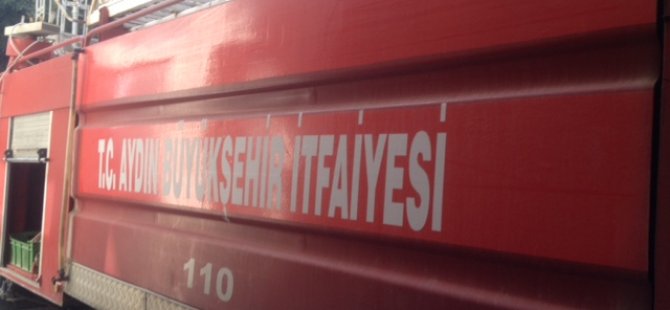 T.C. AYDIN BÜYÜKŞEHİR İTFAİYESİ
110